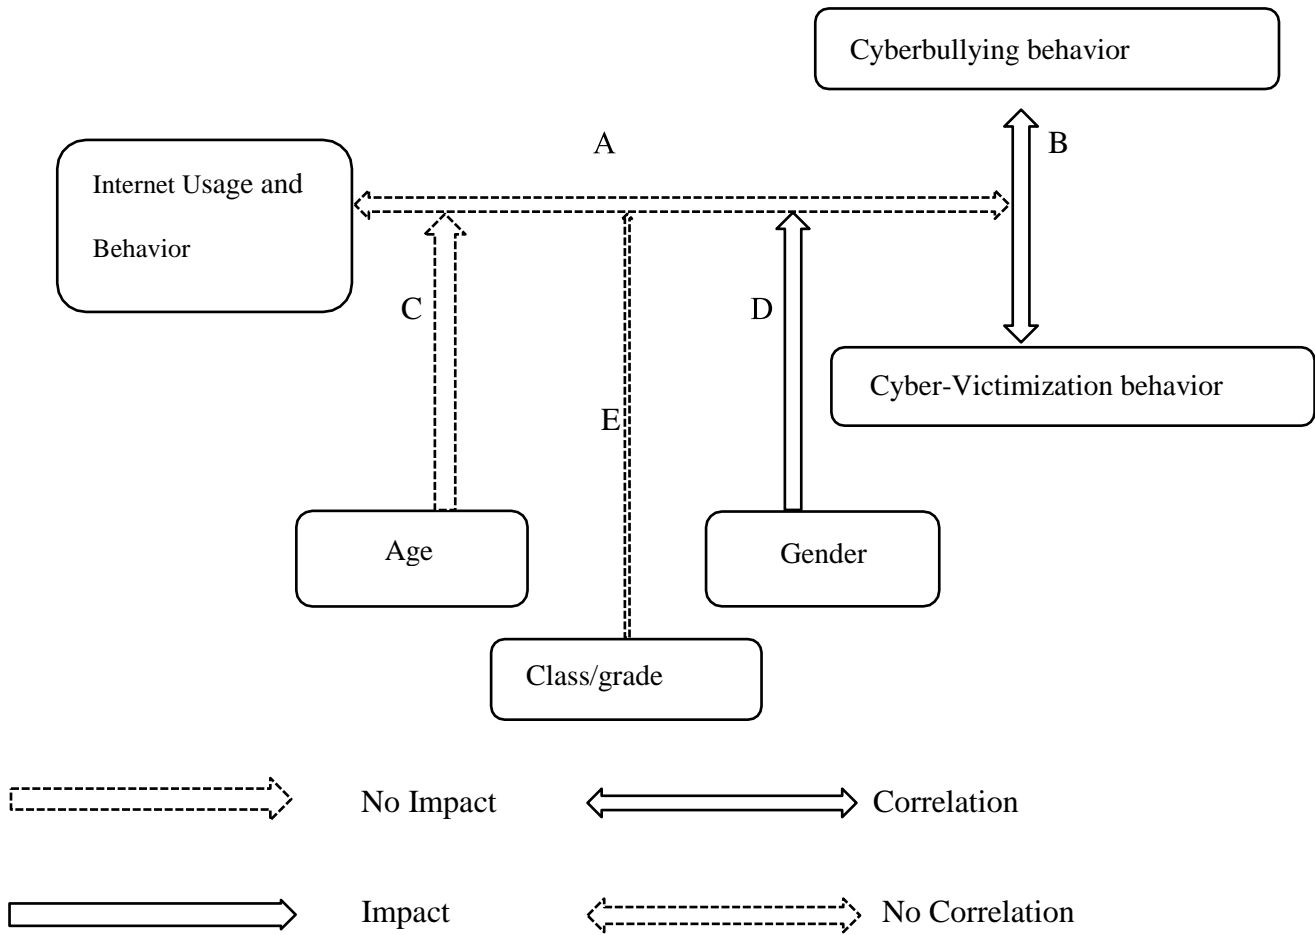 Cyberbullying behavior
A
B
Internet Usage and
Behavior
C
D
Cyber-Victimization behavior
E
Age
Gender
Class/grade
No Impact
Correlation
Impact
No Correlation